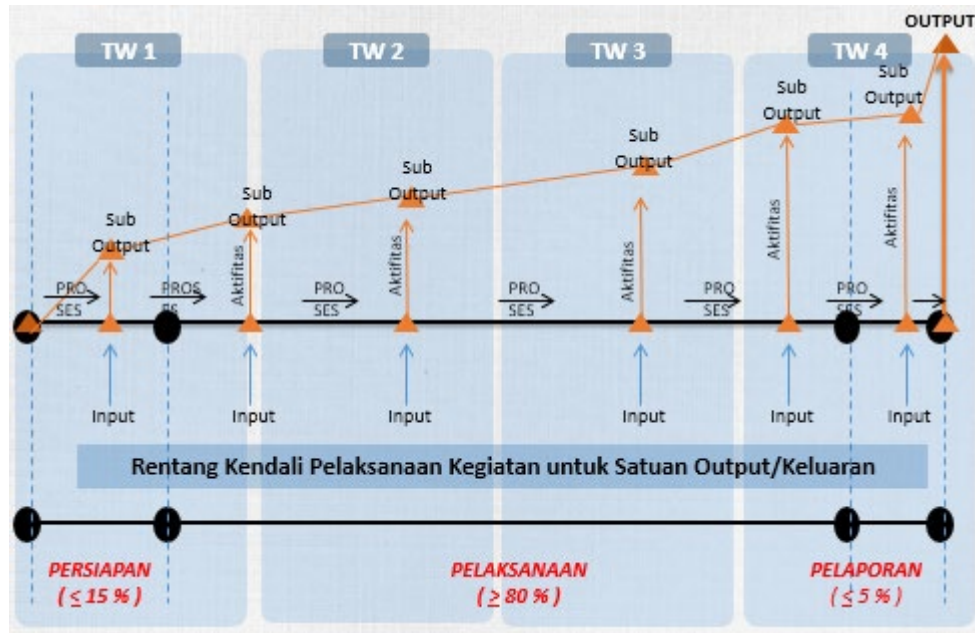 OUTPUT
TW 1
TW 2
TW 3
TW 4
Sub
Output
Sub
Output
Sub
Output
Sub
Output
Sub
Output
Sub
Output
Aktifitas
Aktifitas
Aktifitas
Aktifitas
Aktifitas
PRO
SES
PROS
ES
PRO
SES
PRO
SES
PRO
SES
PRO
SES
Input
Input
Input
Input
Input
Input
Rentang Kendali Pelaksanaan Kegiatan untuk Satuan Output/Keluaran
PERSIAPAN
( ≤ 15 % )
PELAKSANAAN
( ≥ 80 % )
PELAPORAN
( ≤ 5 % )